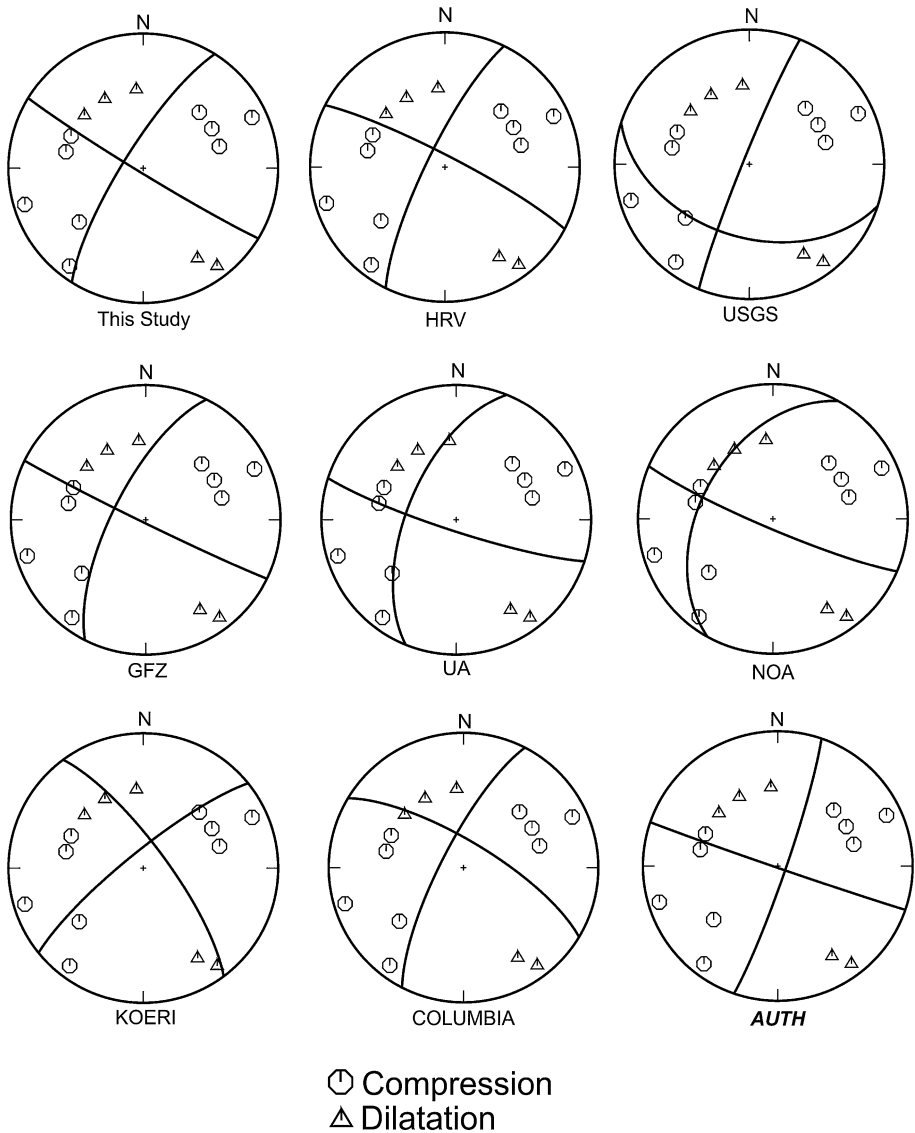 N N N
This Study HRV USGS
N N N
GFZ UA NOA
N N N
KOERI COLUMBIA AUTH
Compression
Dilatation